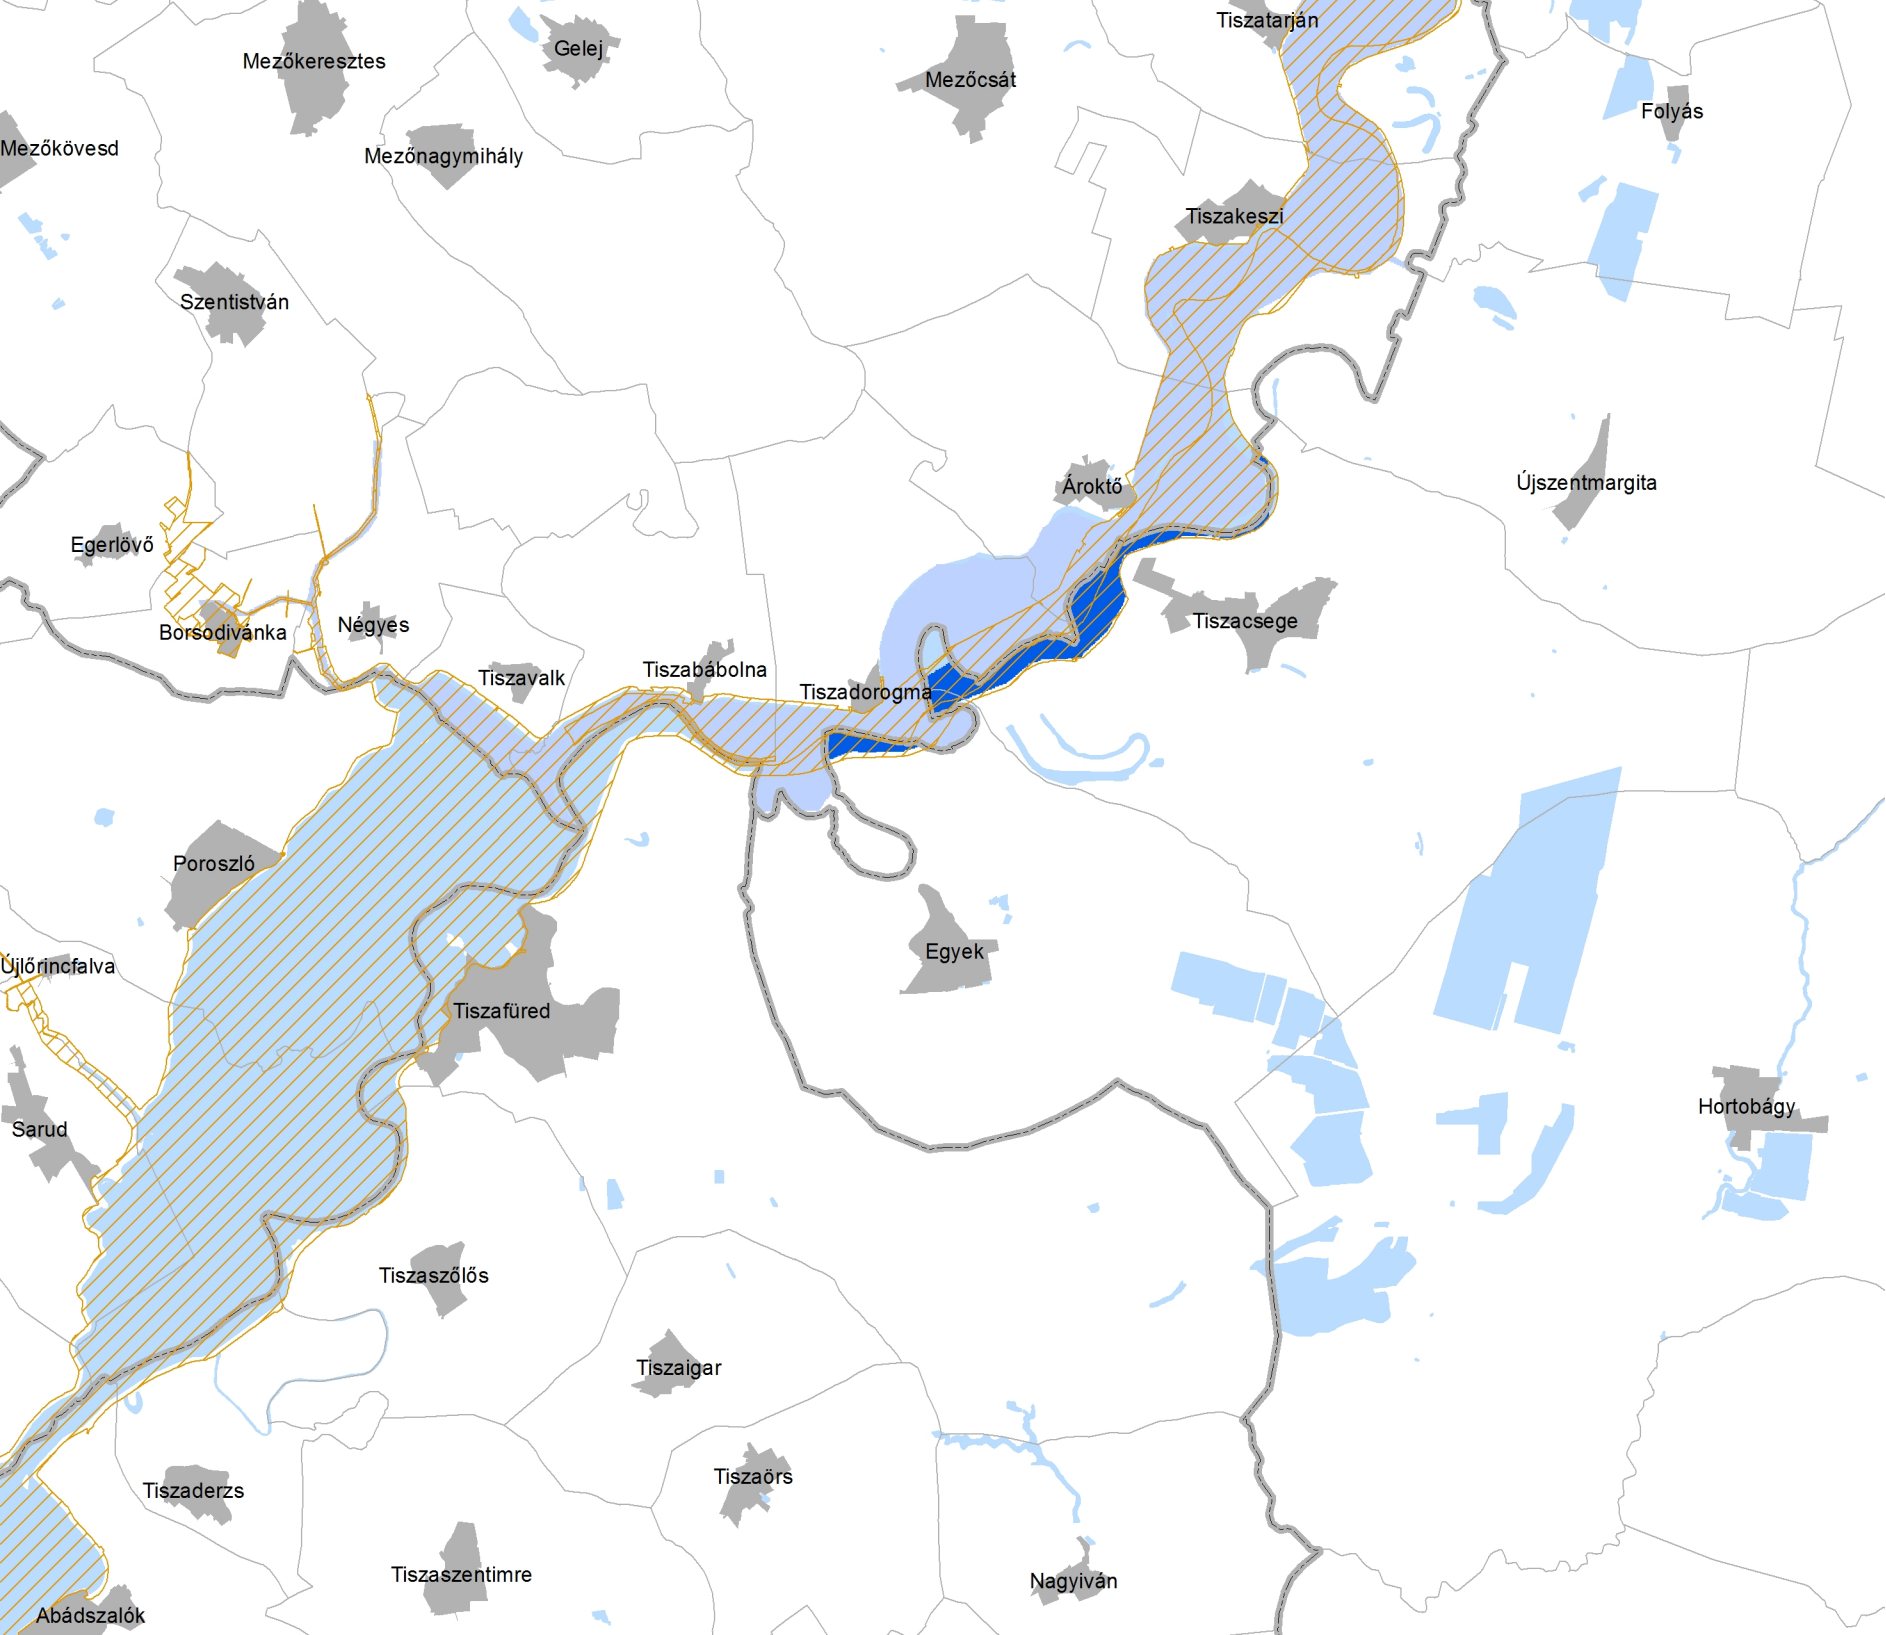 Tiszatarján
Gelej
Mezőkeresztes
Mezőcsát
Folyás
Mezőkövesd
Mezőnagymihály
Tiszakeszi
Szentistván
Ároktő
Újszentmargita
Egerlövő
Négyes
Borsodivánka
Tiszacsege
Tiszabábolna
Tiszavalk
Tiszadorogma
Poroszló
Egyek
Újlőrincfalva
Tiszafüred
Hortobágy
Sarud
Tiszaszőlős
Tiszaigar
Tiszaörs
Tiszaderzs
Tiszaszentimre
Nagyiván
Abádszalók